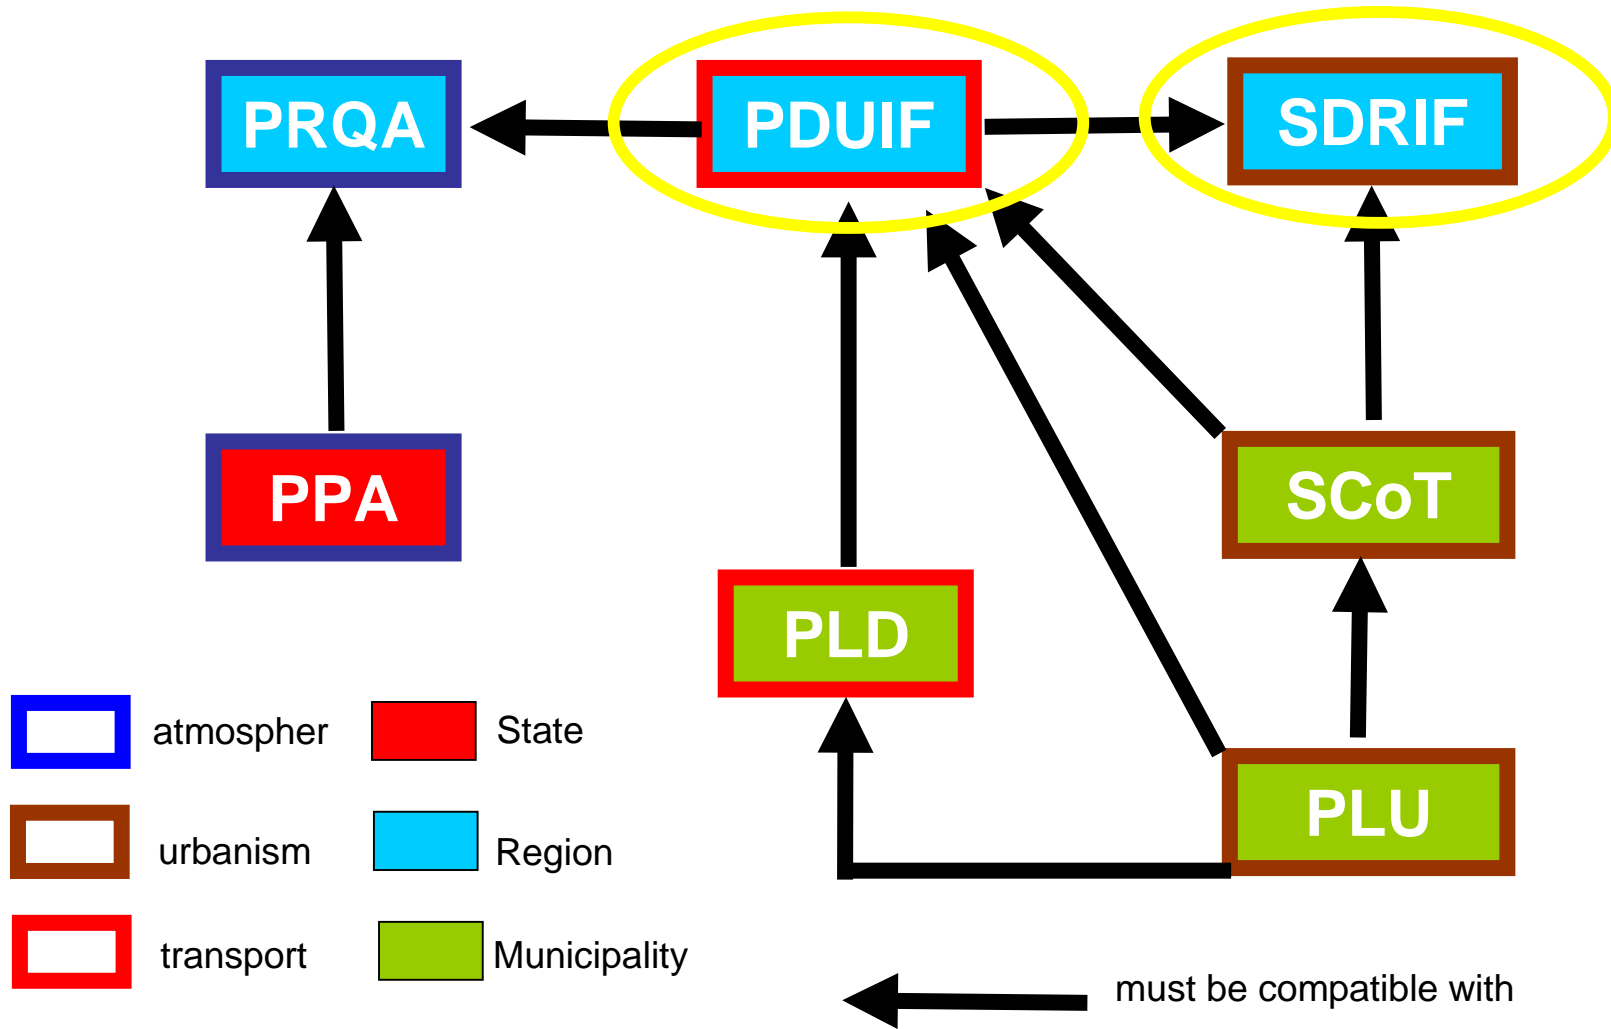 PRQA
PDUIF
SDRIF
PPA
SCoT
PLD
PLU
atmospher
State
urbanism
Region
transport
Municipality
must be compatible with